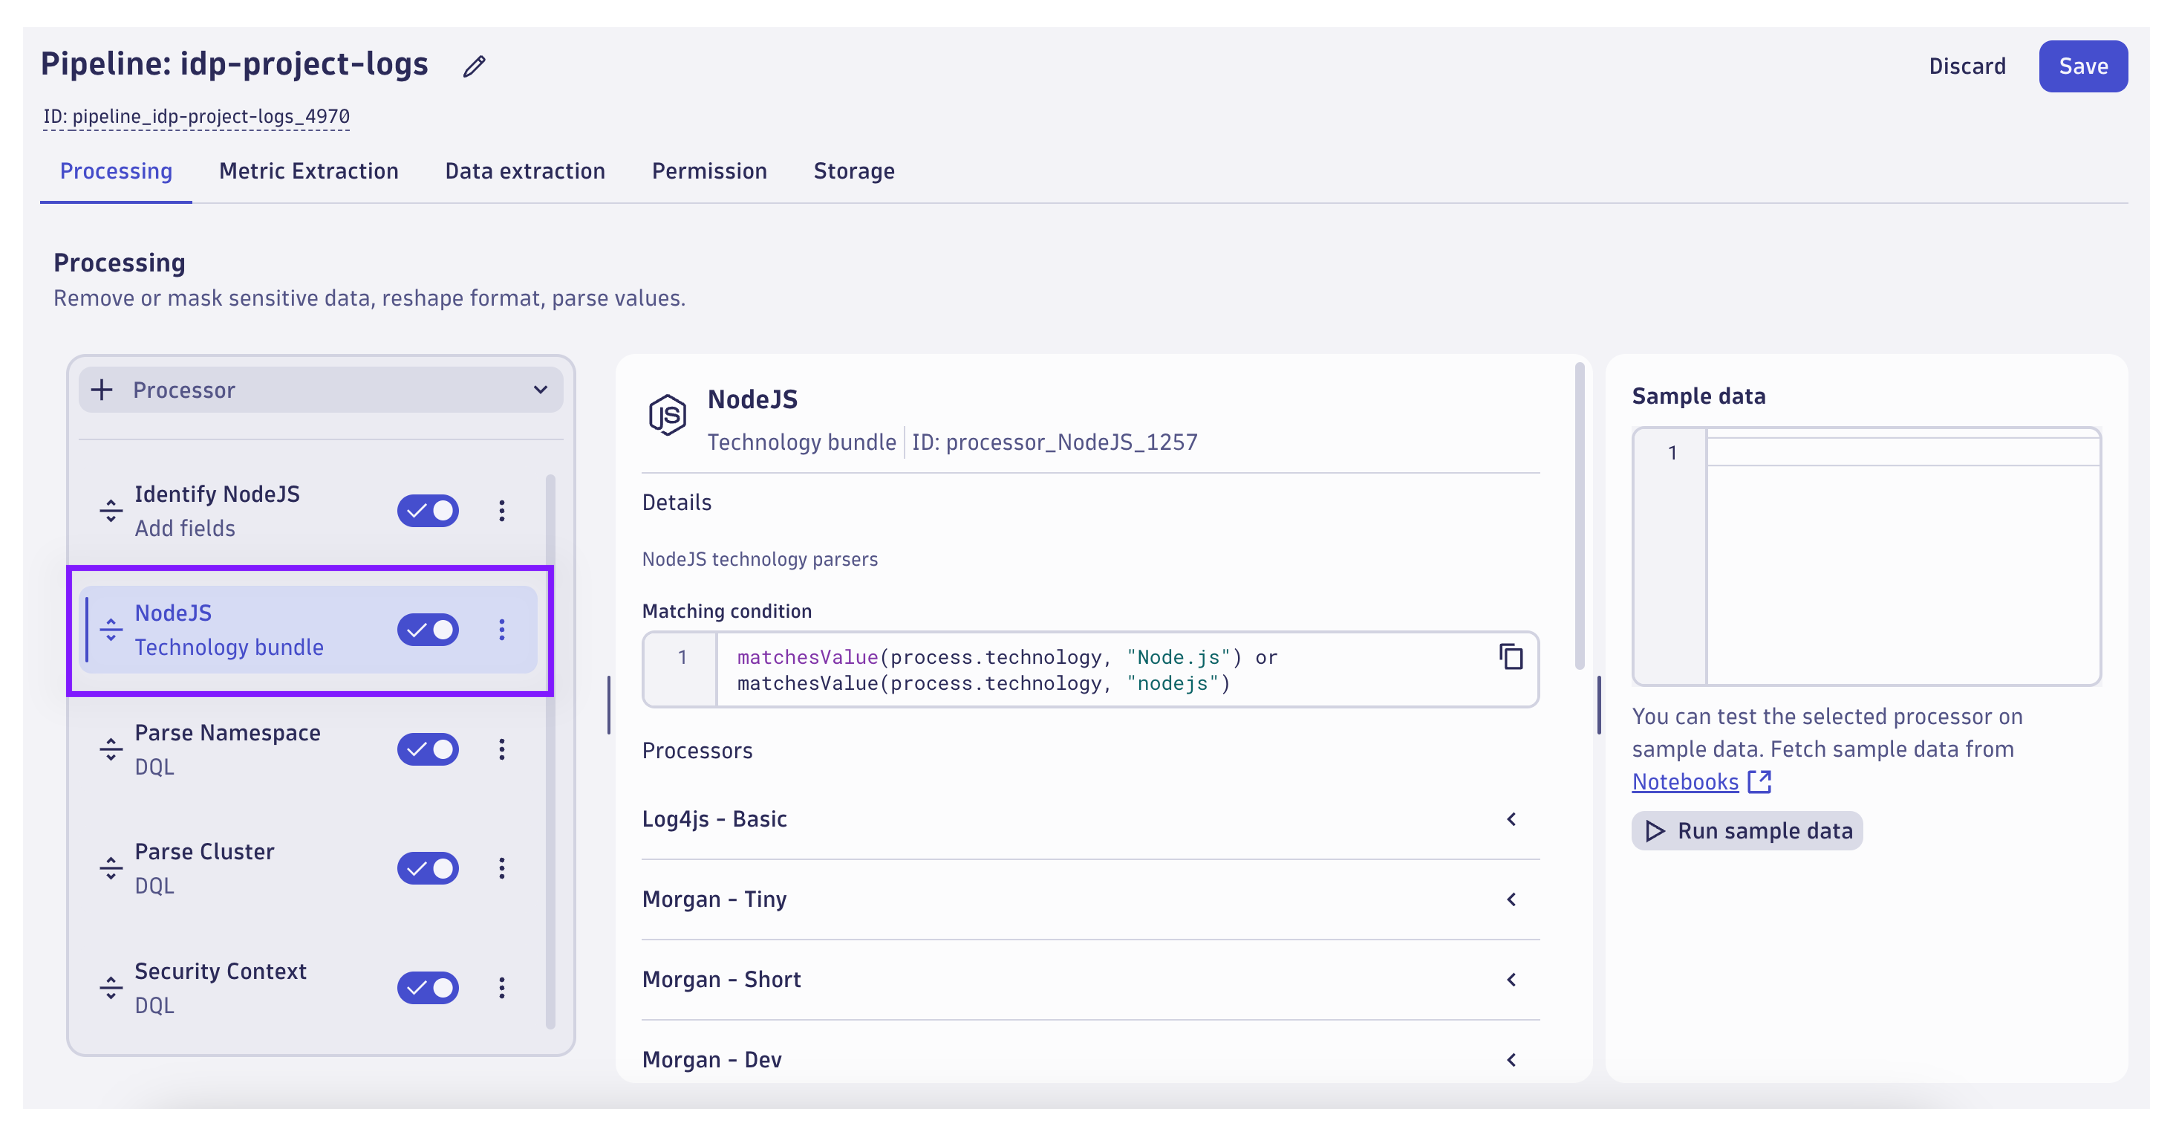 Pipeline: idp-project-logs
Discard
Save
ID: pipeline_idp-project-logs_4970
Processing
Metric Extraction
Data extraction
Permission
Storage
Processing
Remove or mask sensitive data, reshape format, parse values.
Processor
Identify NodeJS
Add fields
NodeJS
Technology bundle
Parse Namespace
DQL
Parse Cluster
DQL
Security Context
DQL
JS
NodeJS
Technology bundle
ID: processor_NodeJS_1257
Details
NodeJS technology parsers
Matching condition
1
matchesValue(process.technology, "Node.js") or
matchesValue(process.technology, "nodejs")
Processors
Log4js - Basic
Morgan - Tiny
Morgan - Short
Morgan - Dev
Sample data
1
You can test the selected processor on
sample data. Fetch sample data from
Notebooks
Run sample data